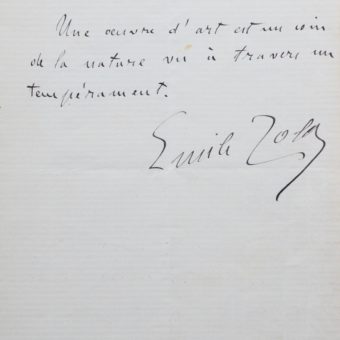 Une oeuvre d'art est un coin
de la nature vu à travers un
tempérament.
Emile Zola